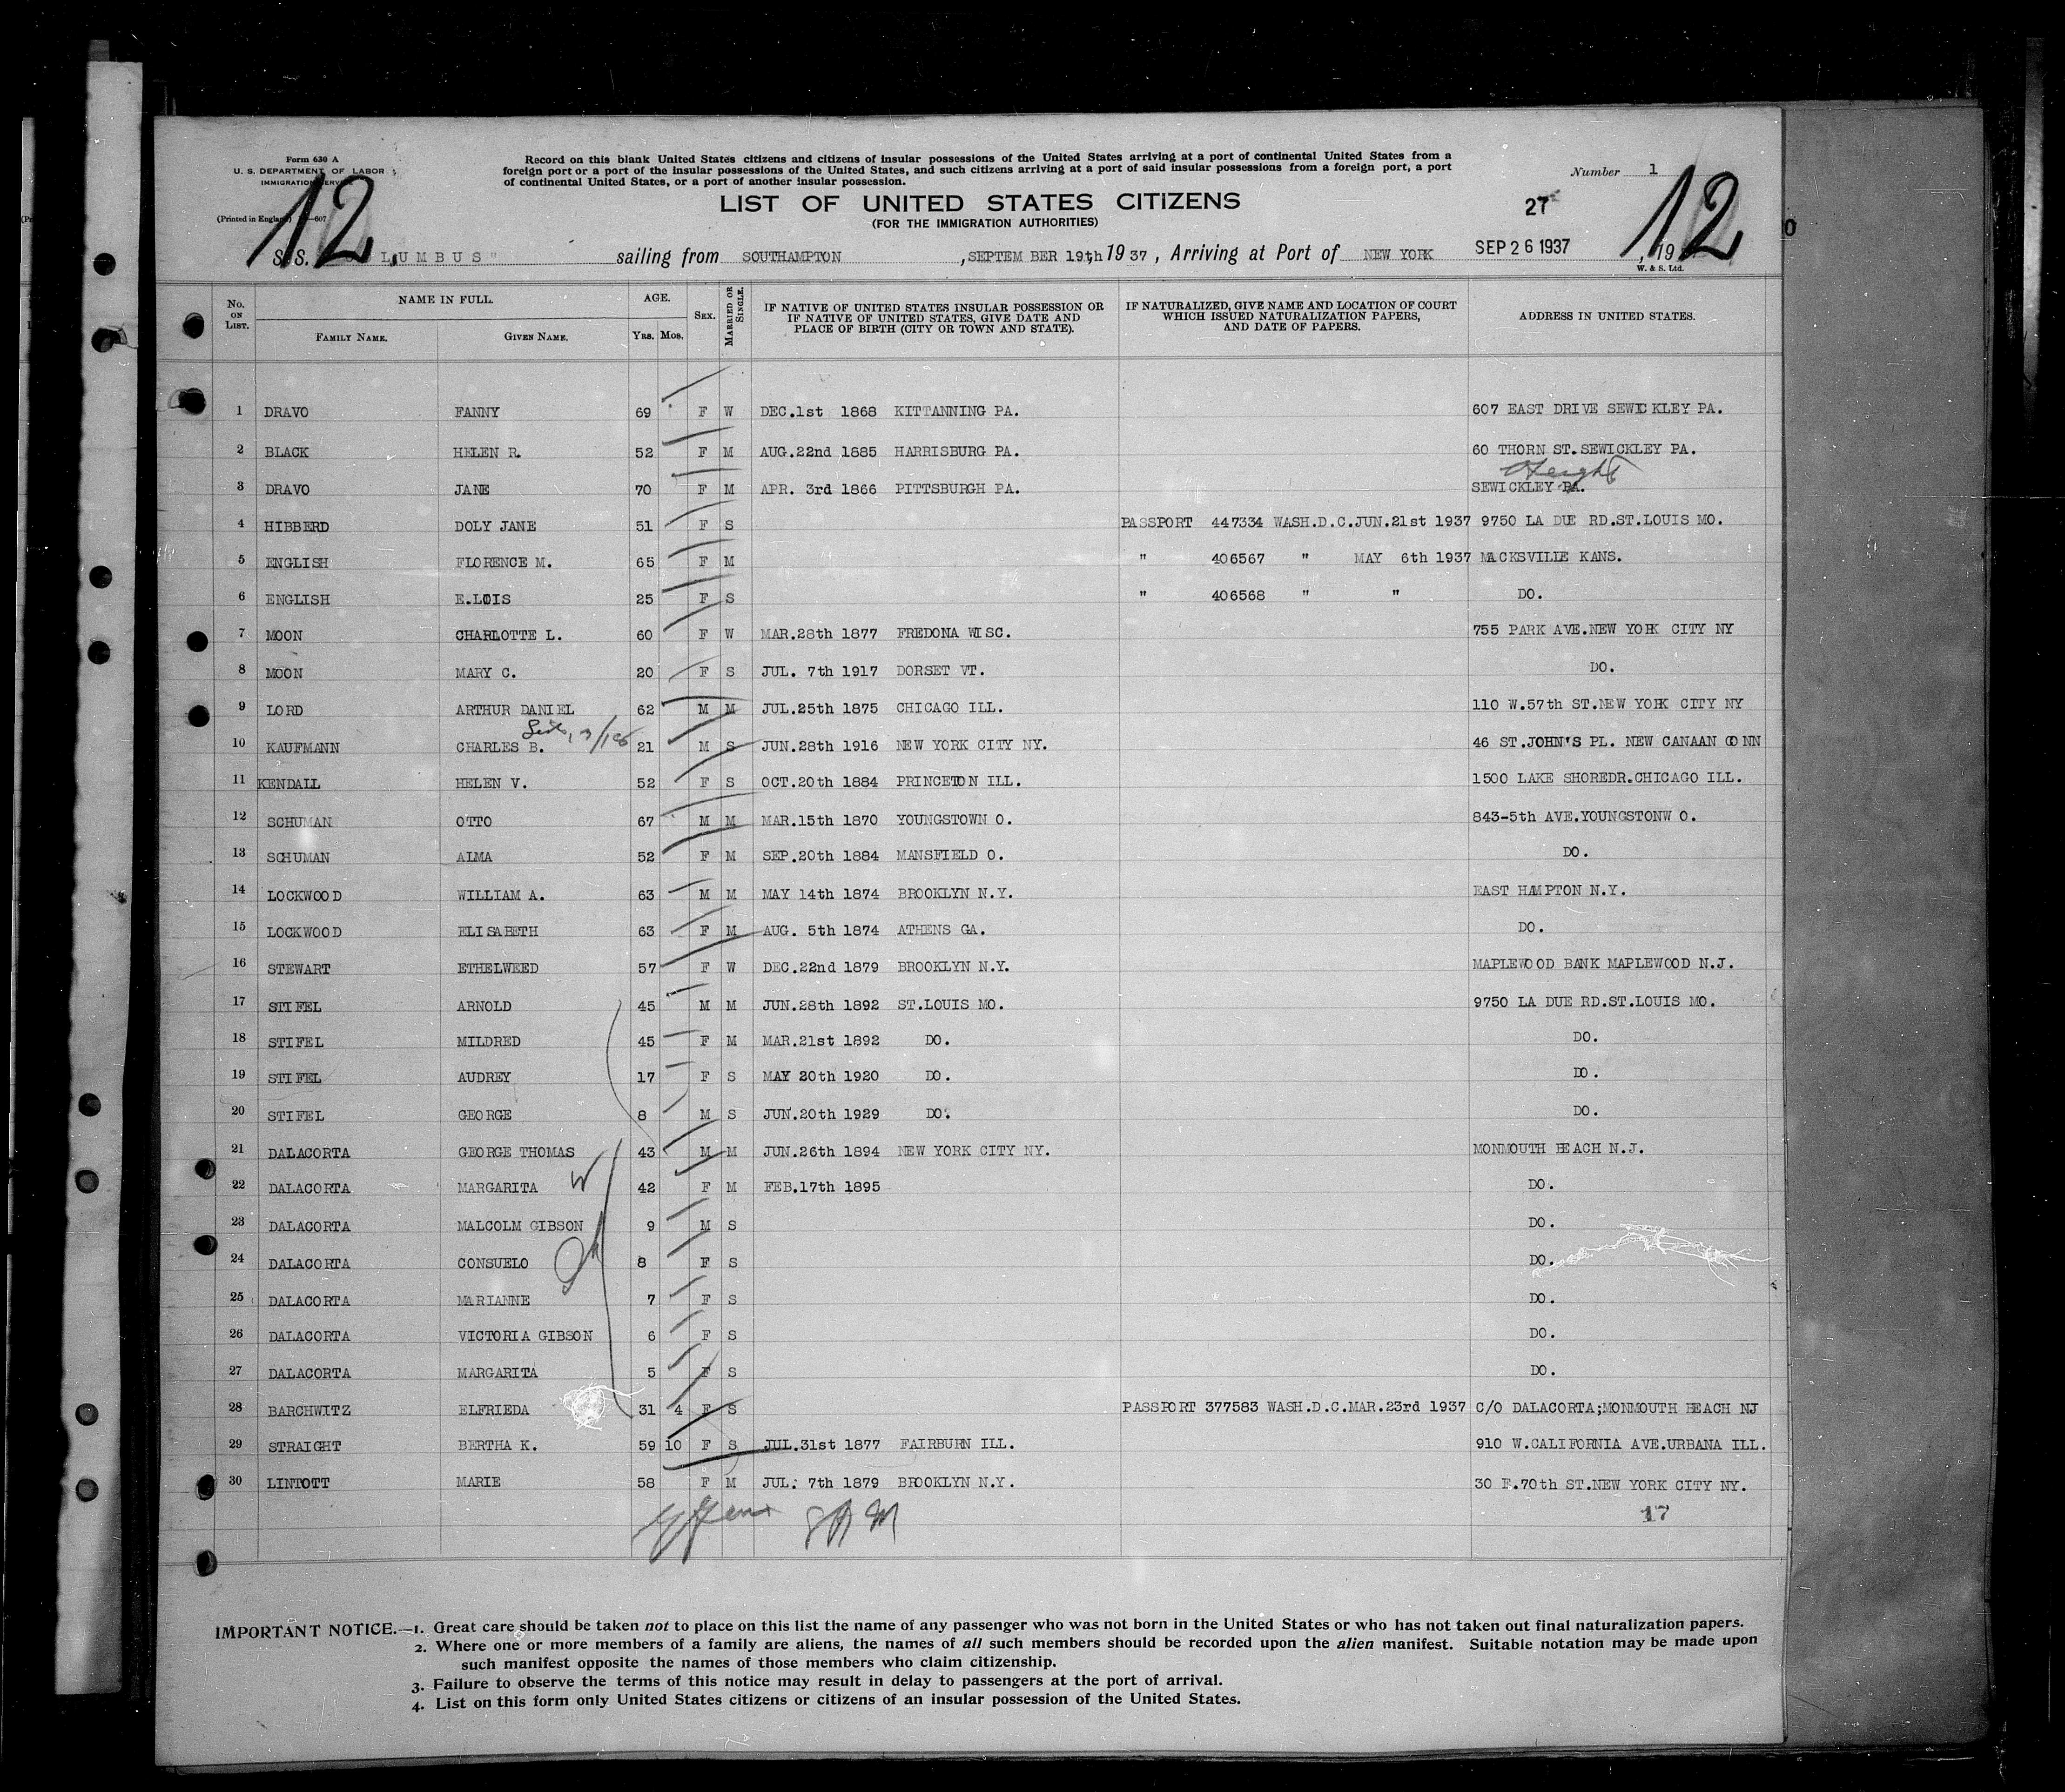 Form 630 A
U. S. DEPARTMENT OF LABOR
IMMIGRATION SERV
(Printed in England) —607
Record on this blank United States citizens and citizens of insular possessions of the United States arriving at a port of continental United States from a
foreign port or a port of the insular possessions of the United States, and such citizens arriving at a port of said insular possessions from a foreign port, a port
of continental United States, or a port of another insular possession.
Number 1
12 12
LIST OF UNITED STATES CITIZENS
(FOR THE IMMIGRATION AUTHORITIES)
27
S.S. LUMBUS" sailing from SOUTHAMPTON , SEPTEM BER 19th 1937, Arriving at Port of NEW YORK SEP 26 1937 , 19
W. & S. Ltd.
No. ON LIST. NAME IN FULL. FAMILY NAME. GIVEN NAME. AGE. YRS. MOS. SEX. MARRIED OR SINGLE. IF NATIVE OF UNITED STATES INSULAR POSSESSION OR IF NATIVE OF UNITED STATES, GIVE DATE AND PLACE OF BIRTH (CITY OR TOWN AND STATE). IF NATURALIZED, GIVE NAME AND LOCATION OF COURT WHICH ISSUED NATURALIZATION PAPERS, AND DATE OF PAPERS. ADDRESS IN UNITED STATES.
1 DRAVO FANNY 69 F W DEC.1st 1868 KITTANNING PA. 607 EAST DRIVE SEWICKLEY PA.
2 BLACK HELEN R. 52 F M AUG.22nd 1885 HARRISBURG PA. 60 THORN ST.SEWICKLEY PA.
3 DRAVO JANE 70 F M APR. 3rd 1866 PITTSBURGH PA. SEWICKLEY PA.
4 HIBBERD DOLY JANE 51 F S PASSPORT 447334 WASH.D.C.JUN.21st 1937 9750 LA DUE RD.ST.LOUIS MO.
5 ENGLISH FLORENCE M. 65 F M " 406567 " MAY 6th 1937 MACKSVILLE KANS.
6 ENGLISH E.LOIS 25 F S " 406568 " " DO.
7 MOON CHARLOTTE L. 60 F W MAR.28th 1877 FREDONA WISC. 755 PARK AVE.NEW YORK CITY NY
8 MOON MARY C. 20 F S JUL. 7th 1917 DORSET VT. DO.
9 LORD ARTHUR DANIEL 62 M M JUL.25th 1875 CHICAGO ILL. 110 W.57th ST.NEW YORK CITY NY
10 KAUFMANN CHARLES B. 21 M S JUN.28th 1916 NEW YORK CITY NY. 46 ST.JOHN'S PL. NEW CANAAN CONN
11 KENDALL HELEN V. 52 F S OCT.20th 1884 PRINCETON ILL. 1500 LAKE SHOREDR.CHICAGO ILL.
12 SCHUMAN OTTO 67 M M MAR.15th 1870 YOUNGSTOWN O. 843-5th AVE.YOUNGSTONW O.
13 SCHUMAN ALMA 52 F M SEP.20th 1884 MANSFIELD O. DO.
14 LOCKWOOD WILLIAM A. 63 M M MAY 14th 1874 BROOKLYN N.Y. EAST HAMPTON N.Y.
15 LOCKWOOD ELISABETH 63 F M AUG. 5th 1874 ATHENS GA. DO.
16 STEWART ETHELWEED 57 F W DEC.22nd 1879 BROOKLYN N.Y. MAPLEWOOD BANK MAPLEWOOD N.J.
17 STIFEL ARNOLD 45 M M JUN.28th 1892 ST.LOUIS MO. 9750 LA DUE RD.ST.LOUIS MO.
18 STIFEL MILDRED 45 F M MAR.21st 1892 DO. DO.
19 STIFEL AUDREY 17 F S MAY 20th 1920 DO. DO.
20 STIFEL GEORGE 8 M S JUN.20th 1929 DO. DO.
21 DALACORTA GEORGE THOMAS 43 M M JUN.26th 1894 NEW YORK CITY NY. MONMOUTH BEACH N.J.
22 DALACORTA MARGARITA 42 F M FEB.17th 1895 DO.
23 DALACORTA MALCOLM GIBSON 9 M S DO.
24 DALACORTA CONSUELO 8 F S DO.
25 DALACORTA MARIANNE 7 F S DO.
26 DALACORTA VICTORIA GIBSON 6 F S DO.
27 DALACORTA MARGARITA 5 F S DO.
28 BARCHWITZ ELFRIEDA 31 4 F S PASSPORT 377583 WASH.D.C.MAR.23rd 1937 C/O DALACORTA;MONMOUTH BEACH NJ
29 STRAIGHT BERTHA K. 59 10 F S JUL.31st 1877 FAIRBURN ILL. 910 W.CALIFORNIA AVE.URBANA ILL.
30 LINTOTT MARIE 58 F M JUL. 7th 1879 BROOKLYN N.Y. 30 E.70th ST.NEW YORK CITY NY.
17
IMPORTANT NOTICE.—1. Great care should be taken not to place on this list the name of any passenger who was not born in the United States or who has not taken out final naturalization papers.
2. Where one or more members of a family are aliens, the names of all such members should be recorded upon the alien manifest. Suitable notation may be made upon
such manifest opposite the names of those members who claim citizenship.
3. Failure to observe the terms of this notice may result in delay to passengers at the port of arrival.
4. List on this form only United States citizens or citizens of an insular possession of the United States.